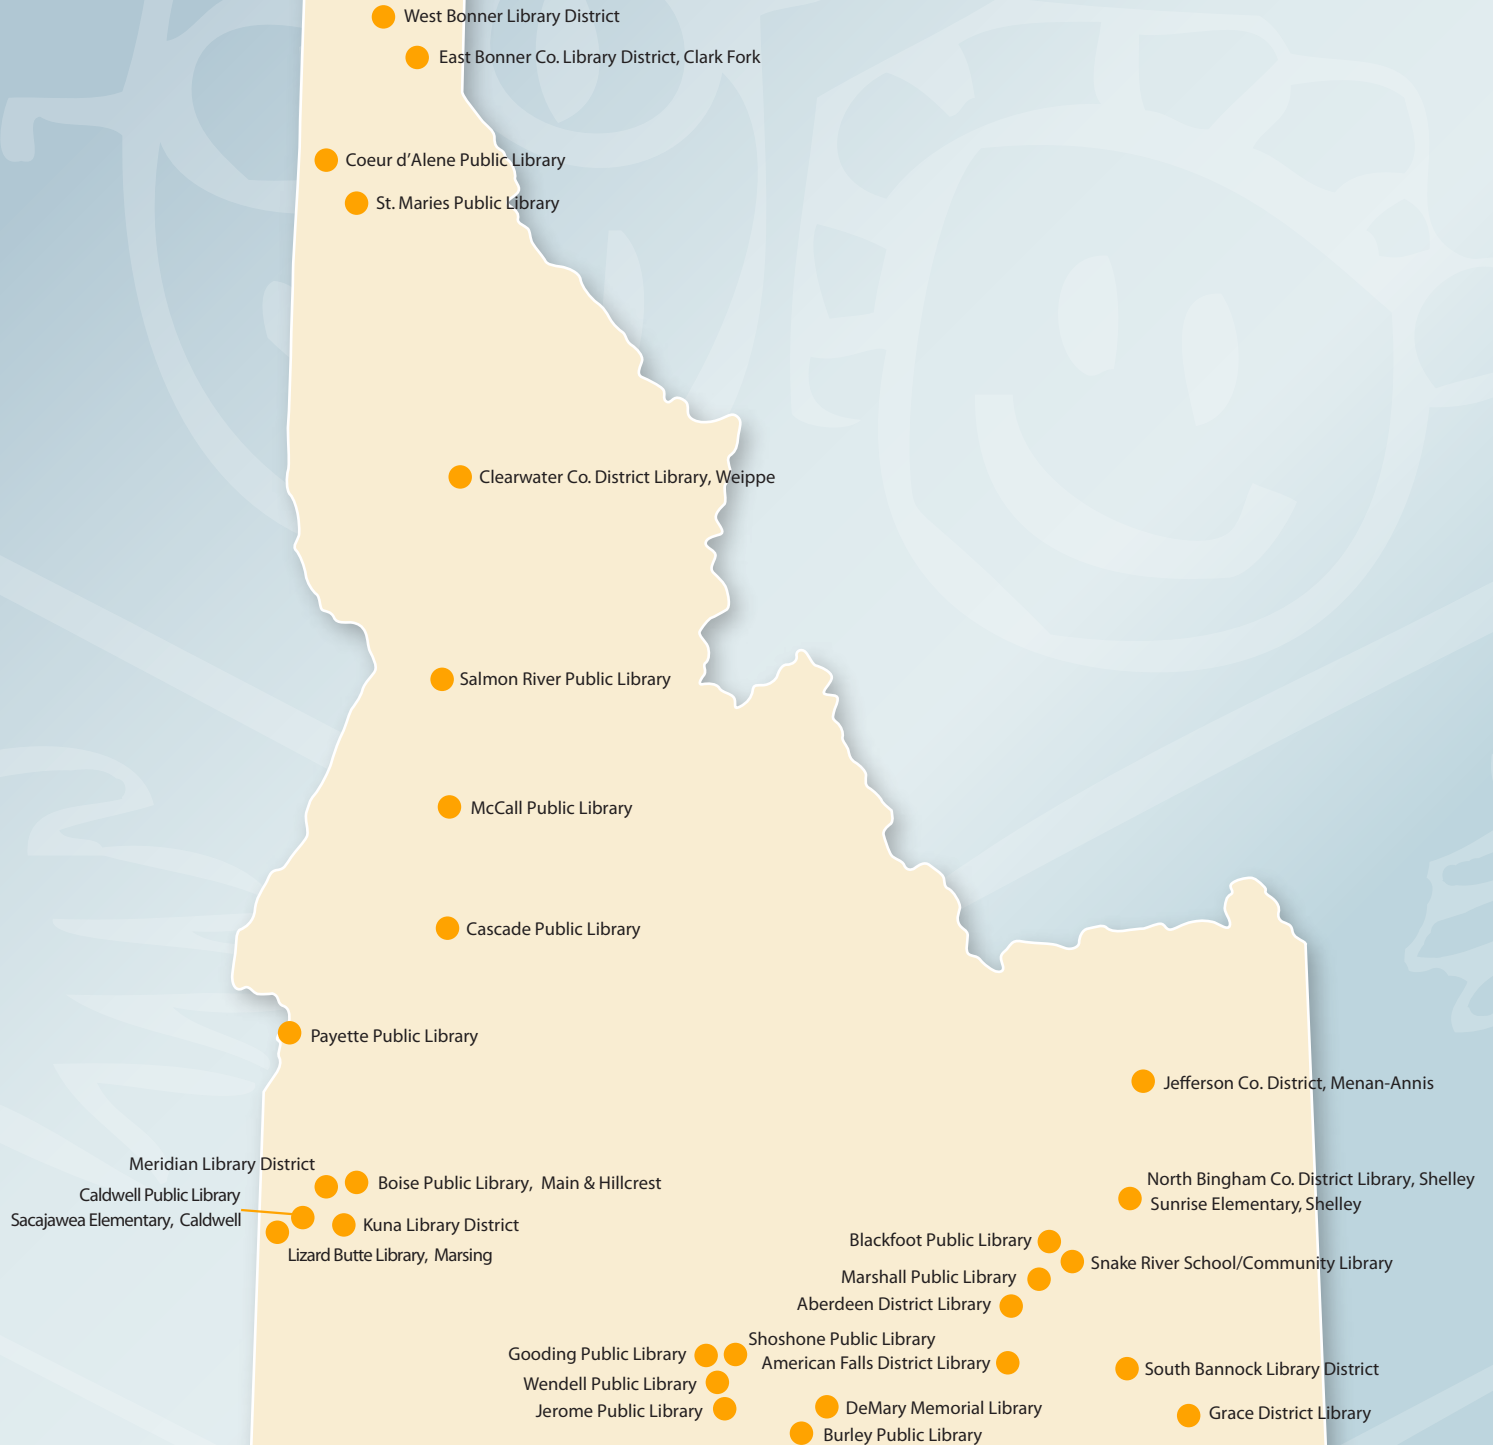 West Bonner Library District
East Bonner Co. Library District, Clark Fork
Coeur d’Alene Public Library
St. Maries Public Library
Clearwater Co. District Library, Weippe
Salmon River Public Library
McCall Public Library
Cascade Public Library
Payette Public Library
Jefferson Co. District, Menan-Annis
Meridian Library District
Boise Public Library, Main & Hillcrest
North Bingham Co. District Library, Shelley
Caldwell Public Library
Sunrise Elementary, Shelley
Sacajawea Elementary, Caldwell
Kuna Library District
Blackfoot Public Library
Lizard Butte Library, Marsing
Snake River School/Community Library
Marshall Public Library
Aberdeen District Library
Shoshone Public Library
Gooding Public Library
American Falls District Library
South Bannock Library District
Wendell Public Library
Jerome Public Library
DeMary Memorial Library
Grace District Library
Burley Public Library